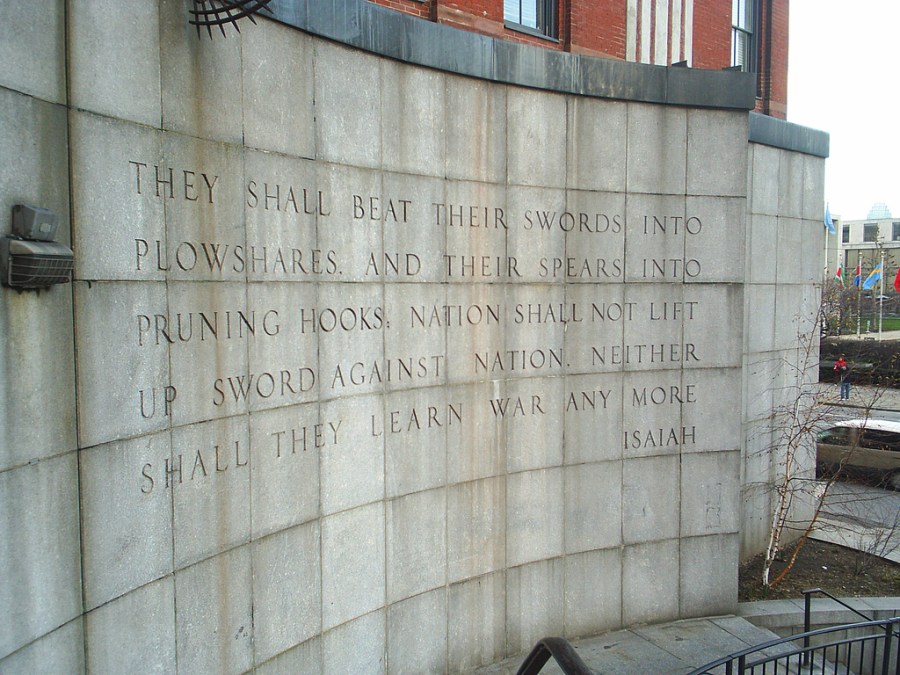 THEY SHALL BEAT THEIR SWORDS INTO
PLOWSHARES. AND THEIR SPEARS INTO
PRUNING HOOKS; NATION SHALL NOT LIFT
UP SWORD AGAINST NATION. NEITHER
SHALL THEY LEARN WAR ANY MORE
ISAIAH